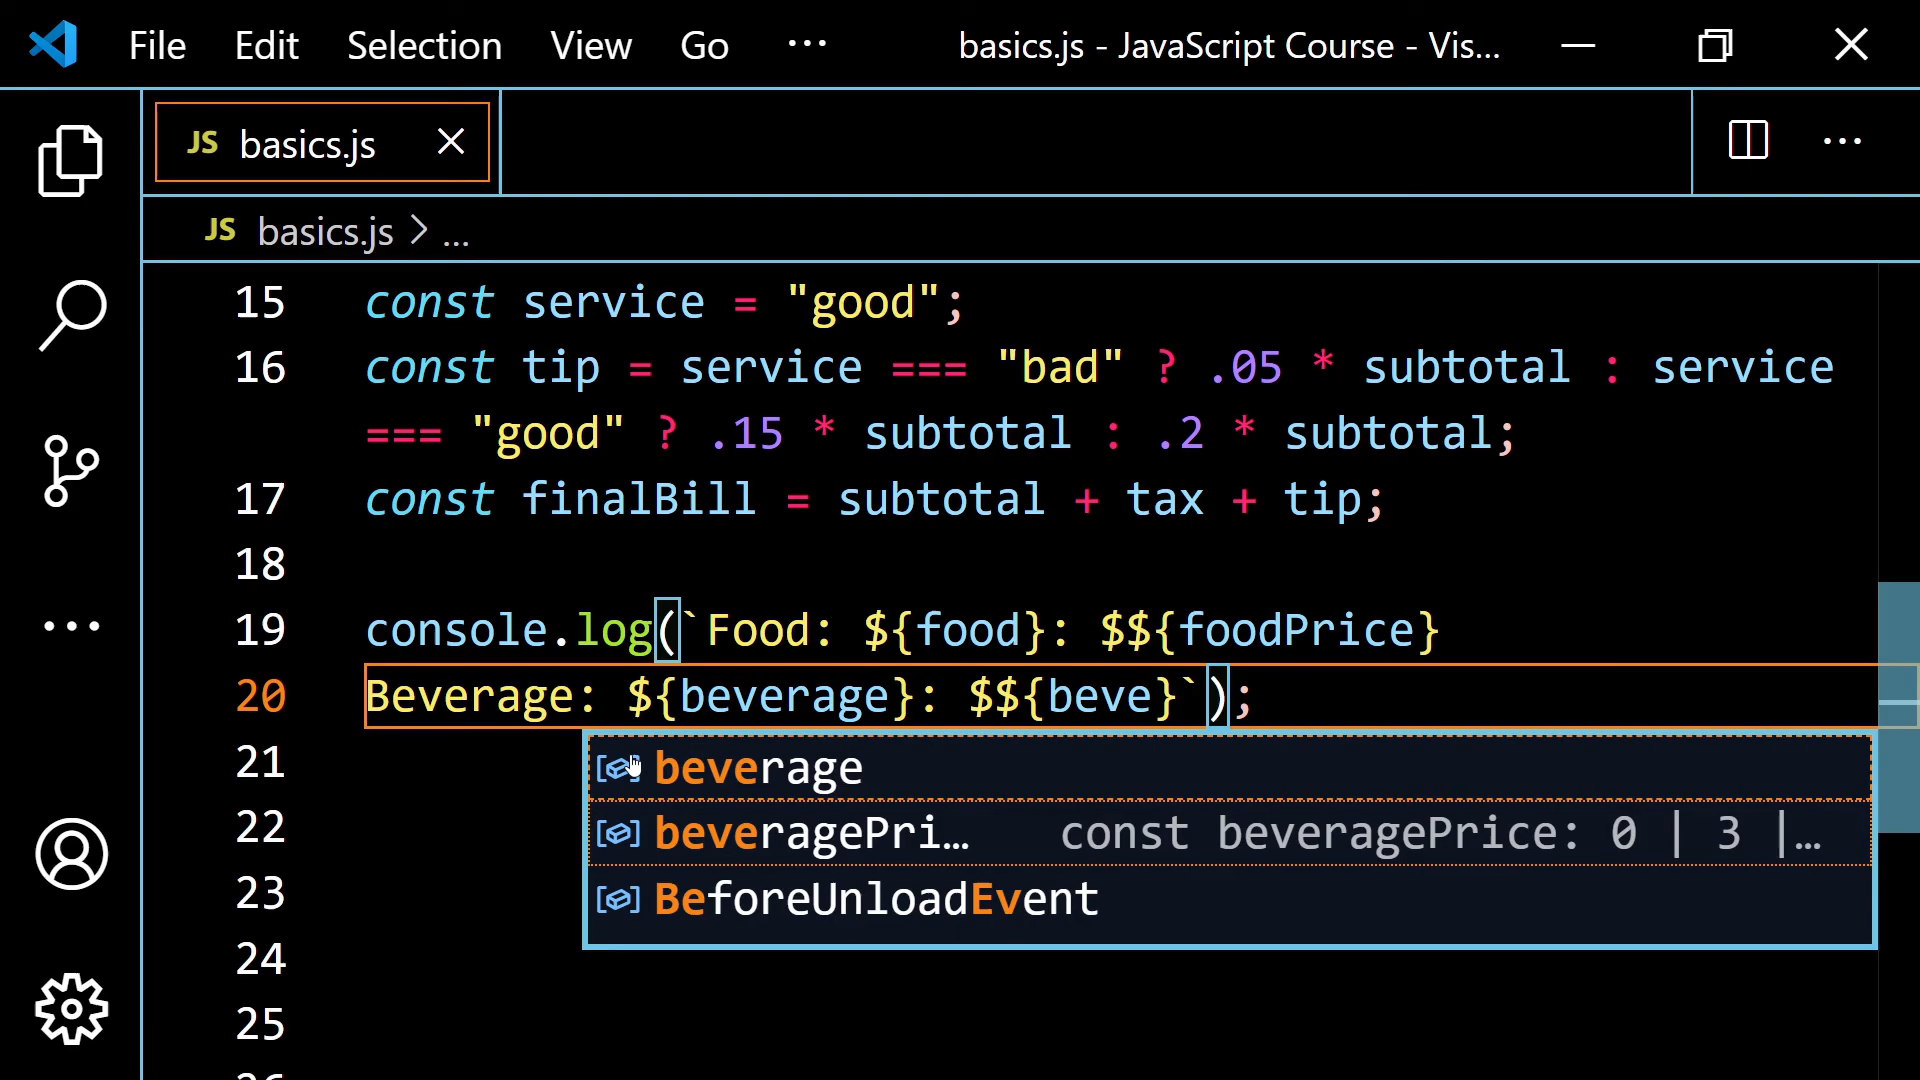 File Edit Selection View Go ··· basics.js - JavaScript Course - Vis...
JS basics.js
JS basics.js > ...
15 const service = "good";
16 const tip = service === "bad" ? .05 * subtotal : service
=== "good" ? .15 * subtotal : .2 * subtotal;
17 const finalBill = subtotal + tax + tip;
18
19 console.log(`Food: ${food}: $${foodPrice}
20 Beverage: ${beverage}: $${beve}`);
21 beverage
22 beveragePri… const beveragePrice: 0 | 3 |…
23 BeforeUnloadEvent
24
25